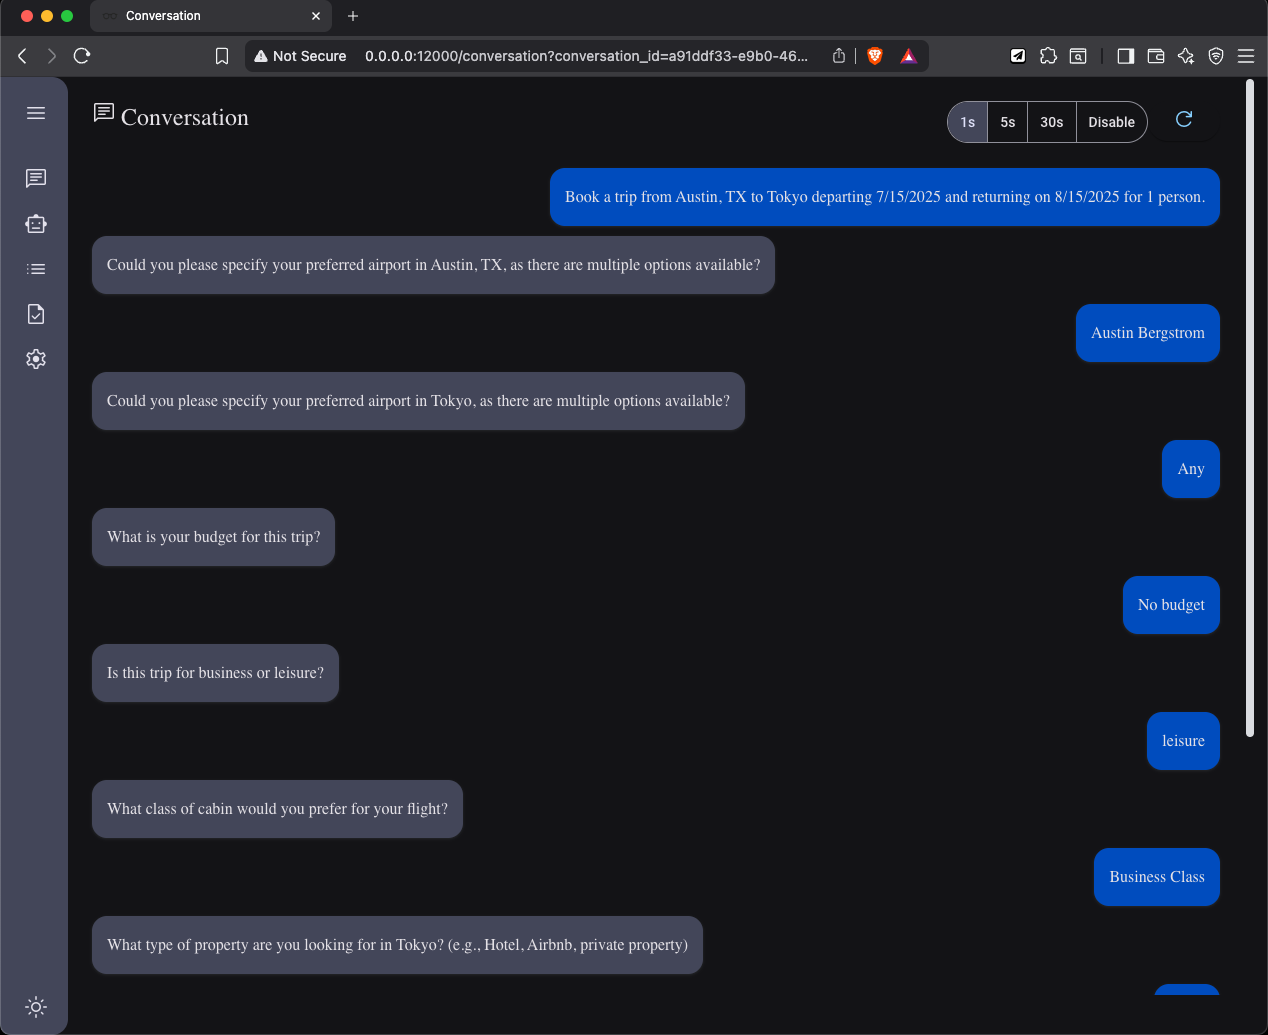 Conversation
Not Secure 0.0.0.0:12000/conversation?conversation_id=a91ddf33-e9b0-46...
Conversation
1s 5s 30s Disable
Book a trip from Austin, TX to Tokyo departing 7/15/2025 and returning on 8/15/2025 for 1 person.
Could you please specify your preferred airport in Austin, TX, as there are multiple options available?
Austin Bergstrom
Could you please specify your preferred airport in Tokyo, as there are multiple options available?
Any
What is your budget for this trip?
No budget
Is this trip for business or leisure?
leisure
What class of cabin would you prefer for your flight?
Business Class
What type of property are you looking for in Tokyo? (e.g., Hotel, Airbnb, private property)